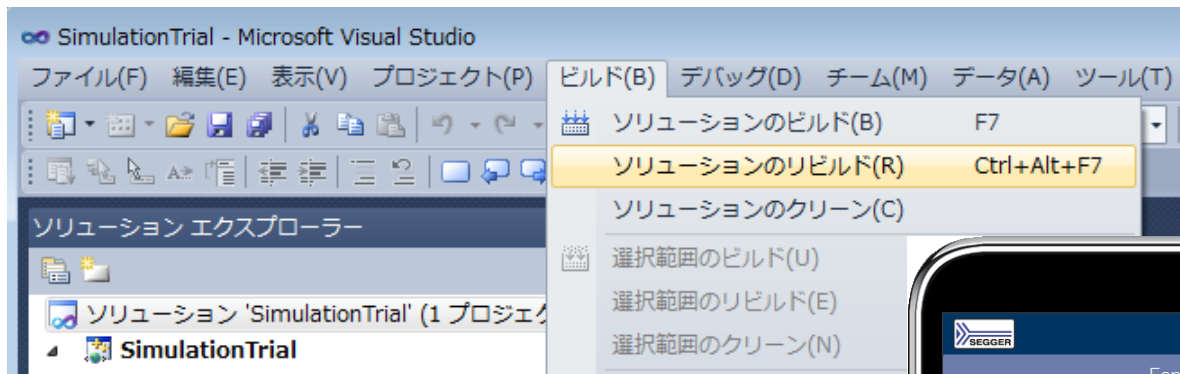 SimulationTrial - Microsoft Visual Studio
ファイル(F) 編集(E) 表示(V) プロジェクト(P) ビルド(B) デバッグ(D) チーム(M) データ(A) ツール(T)
ソリューションのビルド(B) F7
ソリューションのリビルド(R) Ctrl+Alt+F7
ソリューションのクリーン(C)
ソリューション エクスプローラー
選択範囲のビルド(U)
選択範囲のリビルド(E)
ソリューション 'SimulationTrial' (1 プロジェク
選択範囲のクリーン(N)
SimulationTrial
SEGGER